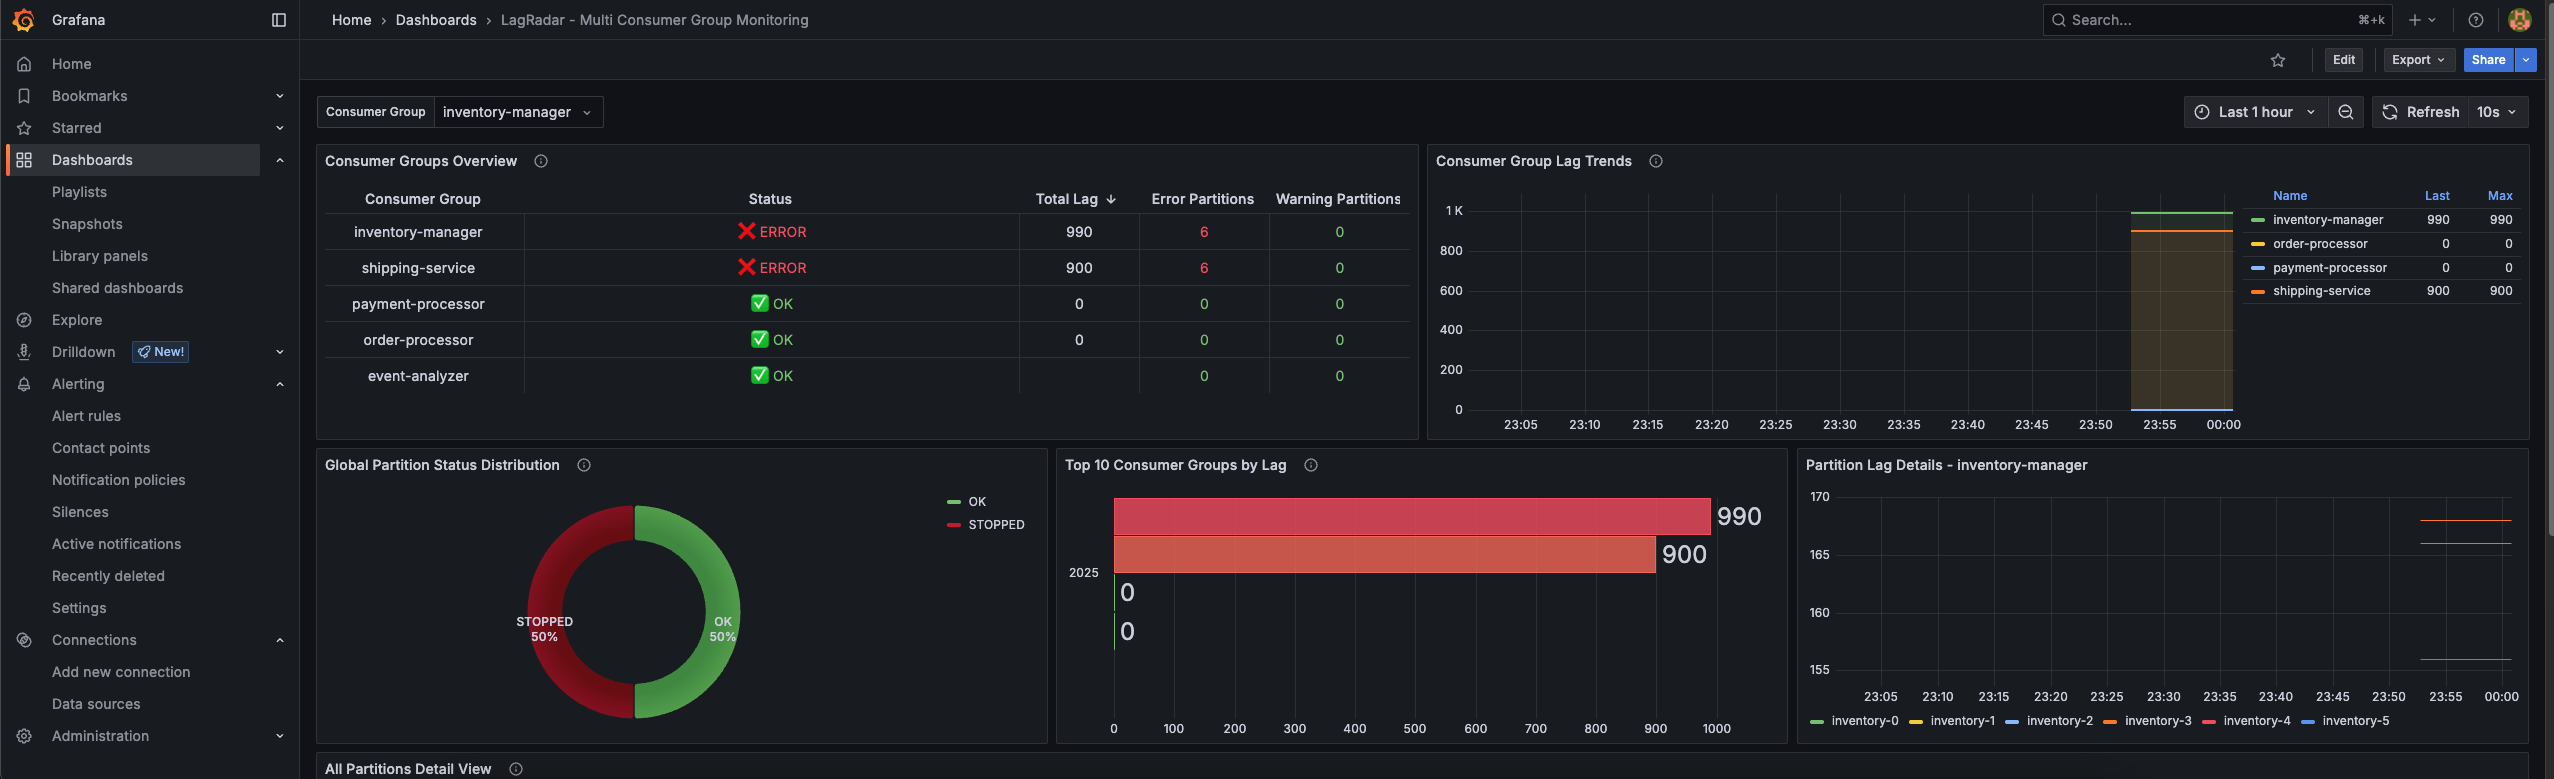 Grafana
Home › Dashboards › LagRadar - Multi Consumer Group Monitoring
Search...
⌘+k
Home
Bookmarks
Starred
Dashboards
Playlists
Snapshots
Library panels
Shared dashboards
Explore
Drilldown New!
Alerting
Alert rules
Contact points
Notification policies
Silences
Active notifications
Recently deleted
Settings
Connections
Add new connection
Data sources
Administration
Edit
Export
Share
Consumer Group inventory-manager
Last 1 hour
Refresh 10s
Consumer Groups Overview
Consumer Group Status Total Lag ↓ Error Partitions Warning Partitions
inventory-manager ❌ ERROR 990 6 0
shipping-service ❌ ERROR 900 6 0
payment-processor ✅ OK 0 0 0
order-processor ✅ OK 0 0 0
event-analyzer ✅ OK 0 0
Consumer Group Lag Trends
1 K
800
600
400
200
0
23:05 23:10 23:15 23:20 23:25 23:30 23:35 23:40 23:45 23:50 23:55 00:00
Name Last Max
inventory-manager 990 990
order-processor 0 0
payment-processor 0 0
shipping-service 900 900
Global Partition Status Distribution
OK
STOPPED
STOPPED
50%
OK
50%
Top 10 Consumer Groups by Lag
990
900
2025
0
0
0 100 200 300 400 500 600 700 800 900 1000
Partition Lag Details - inventory-manager
170
165
160
155
23:05 23:10 23:15 23:20 23:25 23:30 23:35 23:40 23:45 23:50 23:55 00:00
inventory-0 inventory-1 inventory-2 inventory-3 inventory-4 inventory-5
All Partitions Detail View